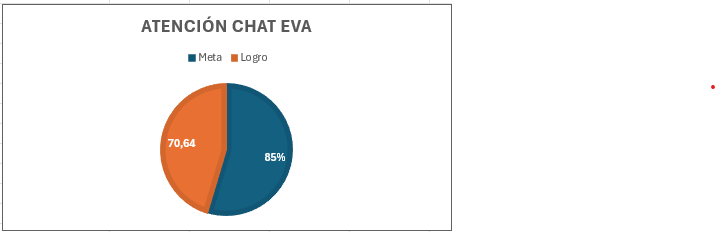 ATENCIÓN CHAT EVA
Meta Logro
70,64
85%